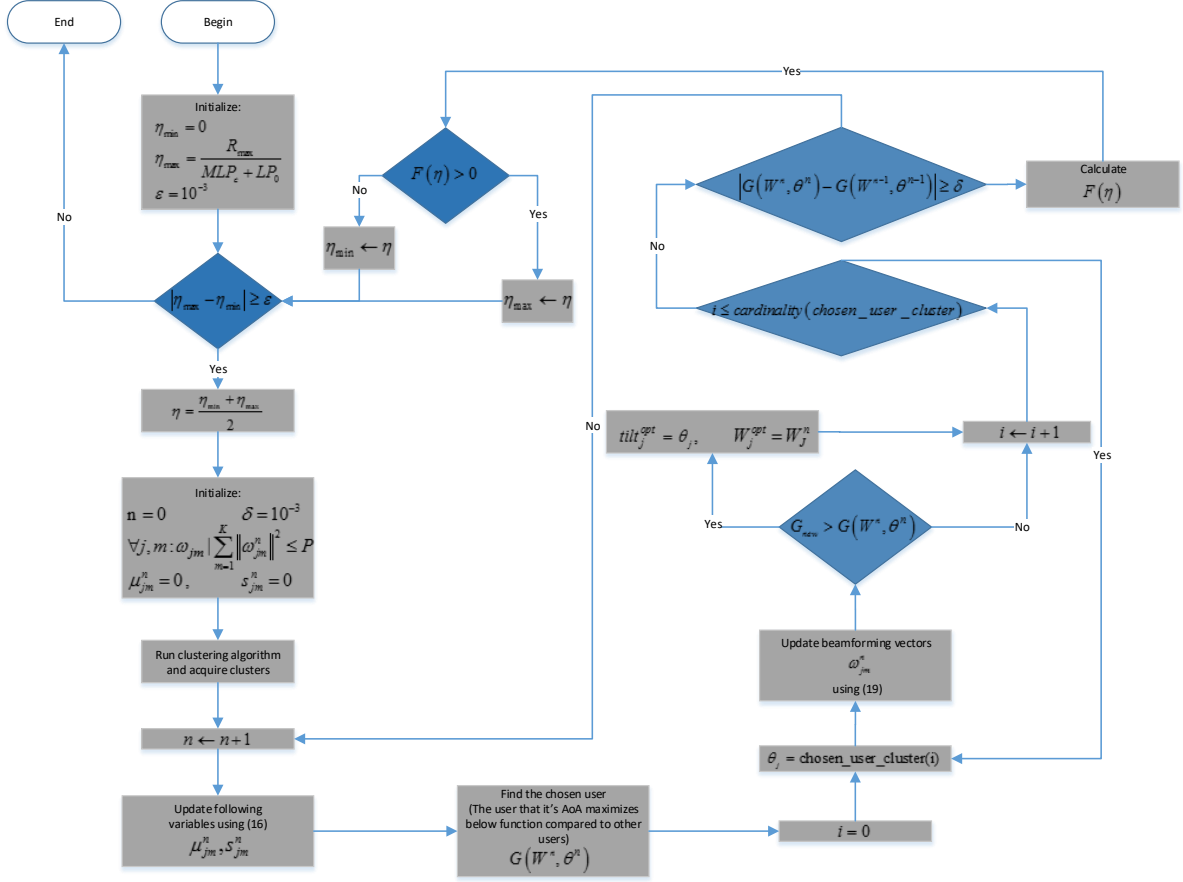 End
Begin
Initialize:
η_min = 0
η_max = R_max / (MLP_c + LP_0)
ε = 10^-3
No
|η_max − η_min| ≥ ε
Yes
η = (η_min + η_max) / 2
Initialize:
n = 0 δ = 10^-3
∀j, m : ω_jm | ∑_{m=1}^{K} ‖ω_jm^n‖^2 ≤ P
μ_jm^n = 0 , s_jm^n = 0
Run clustering algorithm
and acquire clusters
n ← n+1
Update following
variables using (16)
μ_jm^n, s_jm^n
Find the chosen user
(The user that it's AoA maximizes
below function compared to other
users)
G(W^n, θ^n)
i = 0
θ_j = chosen_user_cluster(i)
Update beamforming vectors
ω_jm^n
using (19)
G_new > G(W^n, θ^n)
Yes
No
tilt_j^opt = θ_j, W_j^opt = W_J^n
i ← i+1
i ≤ cardinality(chosen_user_cluster)
Yes
No
|G(W^n, θ^n) − G(W^{n-1}, θ^{n-1})| ≥ δ
No
Calculate
F(η)
Yes
F(η) > 0
No
Yes
η_min ← η
η_max ← η